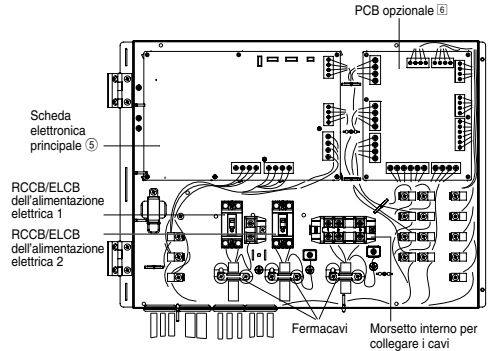 PCB opzionale 6
Scheda
elettronica
principale ⑤
RCCB/ELCB
dell'alimentazione
elettrica 1
RCCB/ELCB
dell'alimentazione
elettrica 2
Fermacavi
Morsetto interno per
collegare i cavi